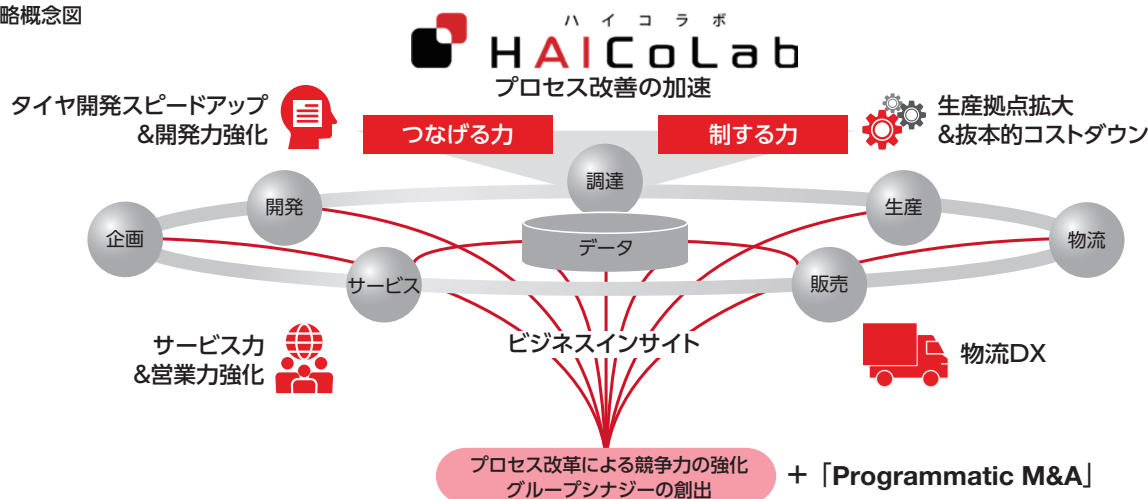 略概念図
ハイコラボ
HAICoLab
プロセス改善の加速
タイヤ開発スピードアップ
&開発力強化
つなげる力
制する力
生産拠点拡大
&抜本的コストダウン
調達
開発
生産
企画
データ
物流
サービス
販売
ビジネスインサイト
サービス力
&営業力強化
物流DX
プロセス改革による競争力の強化
グループシナジーの創出
+「Programmatic M&A」